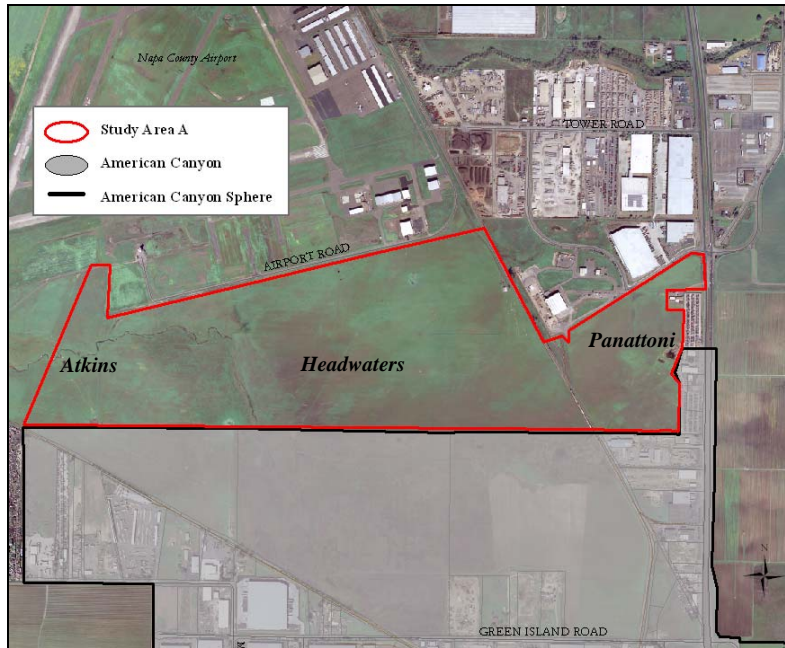 Napa County Airport
Study Area A
American Canyon
American Canyon Sphere
TOWER ROAD
AIRPORT ROAD
Atkins
Headwaters
Panattoni
N
GREEN ISLAND ROAD